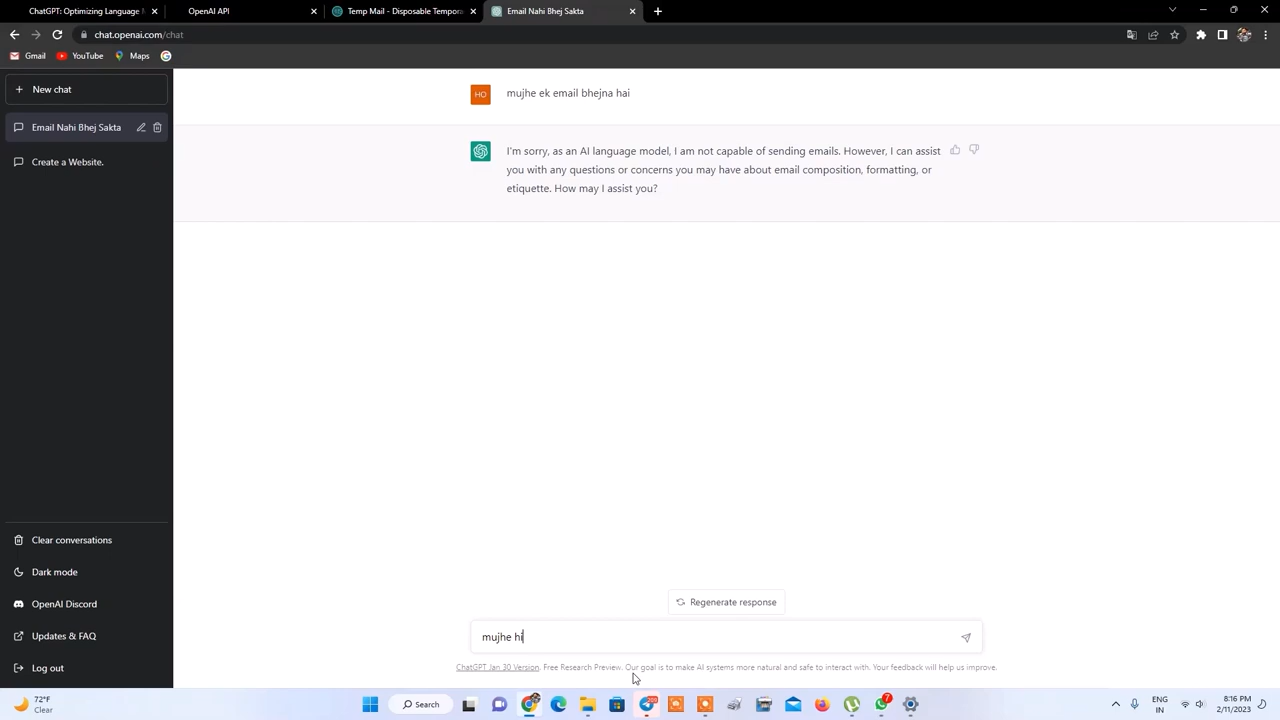 ChatGPT: Optimizing Language M
OpenAI API
Temp Mail - Disposable Tempora
Email Nahi Bhej Sakta
chat.openai.com/chat
Gmail
YouTube
Maps
New chat
HO
mujhe ek email bhejna hai
Email Nahi Bhej Sakta
I'm sorry, as an AI language model, I am not capable of sending emails. However, I can assist
you with any questions or concerns you may have about email composition, formatting, or
etiquette. How may I assist you?
Create a Website.
Clear conversations
Dark mode
OpenAI Discord
Updates & FAQ
Log out
Regenerate response
mujhe hi
ChatGPT Jan 30 Version. Free Research Preview. Our goal is to make AI systems more natural and safe to interact with. Your feedback will help us improve.
72°F
Clear
Search
7
ENG
IN
8:16 PM
2/11/2023